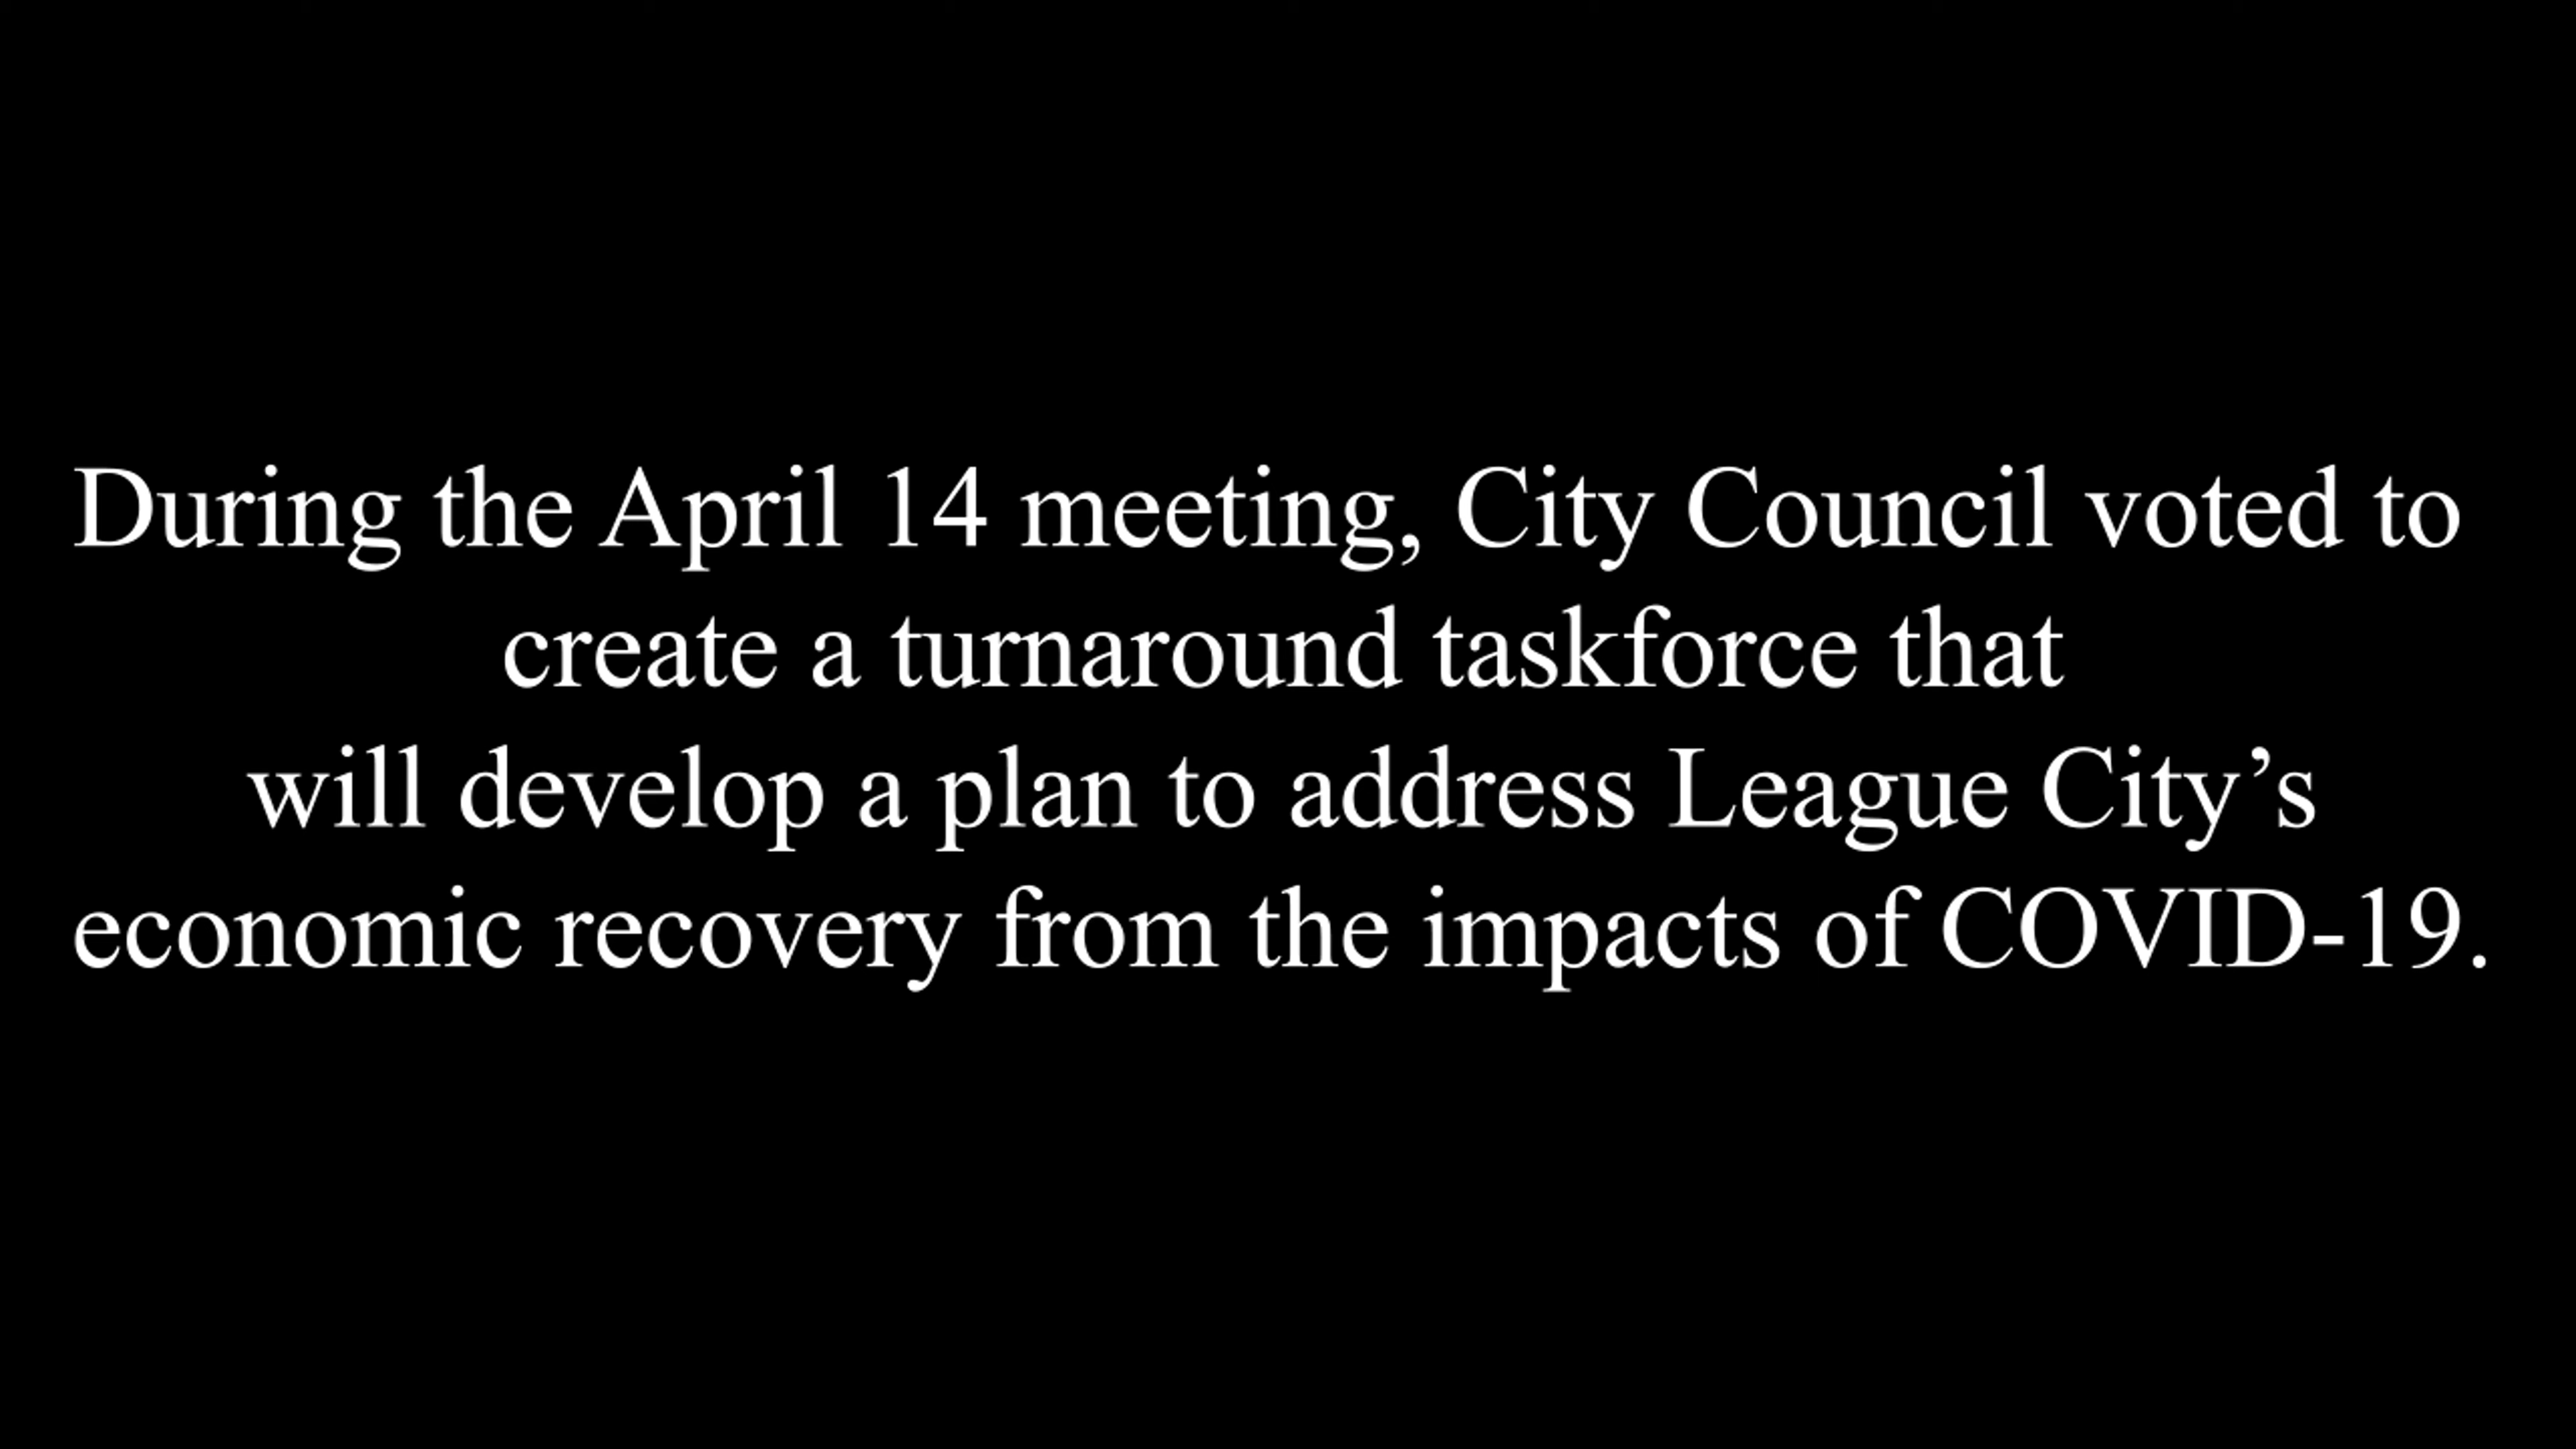 During the April 14 meeting, City Council voted to
create a turnaround taskforce that
will develop a plan to address League City’s
economic recovery from the impacts of COVID-19.